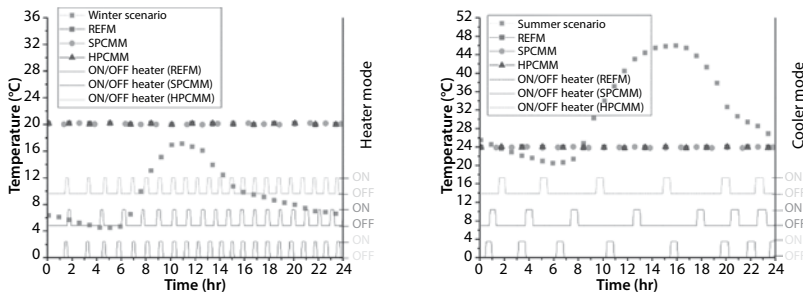 Temperature (°C)
36
32
28
24
20
16
12
8
4
0
Winter scenario
REFM
SPCMM
HPCMM
ON/OFF heater (REFM)
ON/OFF heater (SPCMM)
ON/OFF heater (HPCMM)
ON
OFF
ON
OFF
ON
OFF
Heater mode
0 2 4 6 8 10 12 14 16 18 20 22 24
Time (hr)
Temperature (°C)
52
48
44
40
36
32
28
24
20
16
12
8
4
0
Summer scenario
REFM
SPCMM
HPCMM
ON/OFF heater (REFM)
ON/OFF heater (SPCMM)
ON/OFF heater (HPCMM)
ON
OFF
ON
OFF
ON
OFF
Cooler mode
0 2 4 6 8 10 12 14 16 18 20 22 24
Time (hr)